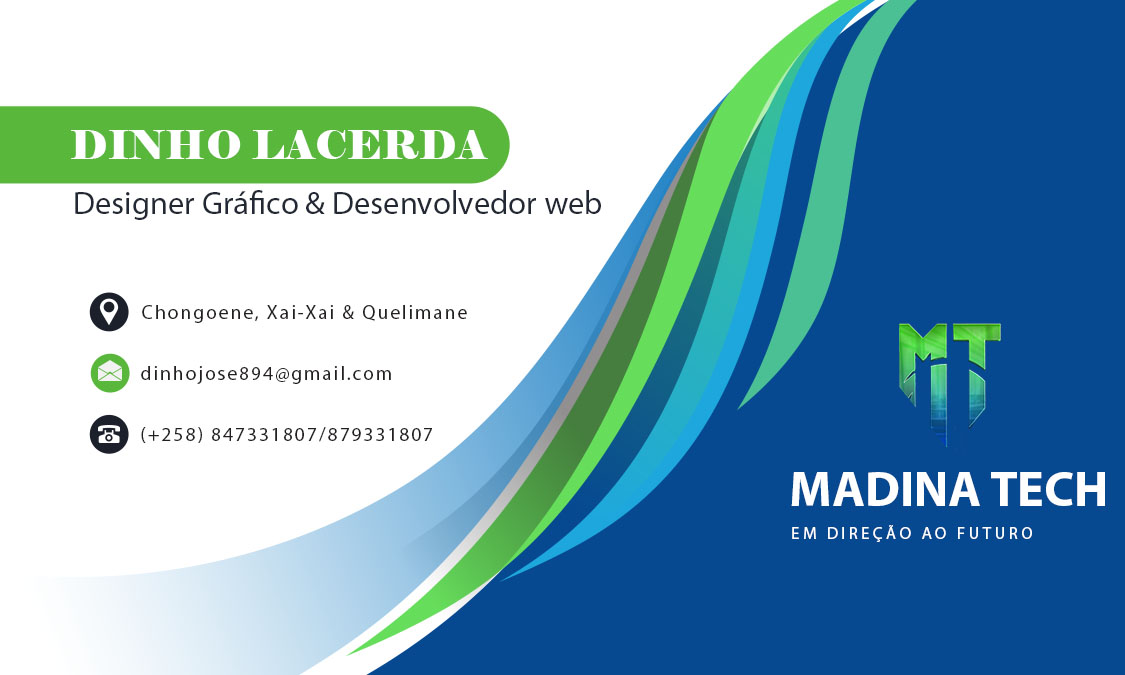 DINHO LACERDA
Designer Gráfico & Desenvolvedor web
Chongoene, Xai-Xai & Quelimane
dinhojose894@gmail.com
(+258) 847331807/879331807
MT
MADINA TECH
EM DIREÇÃO AO FUTURO